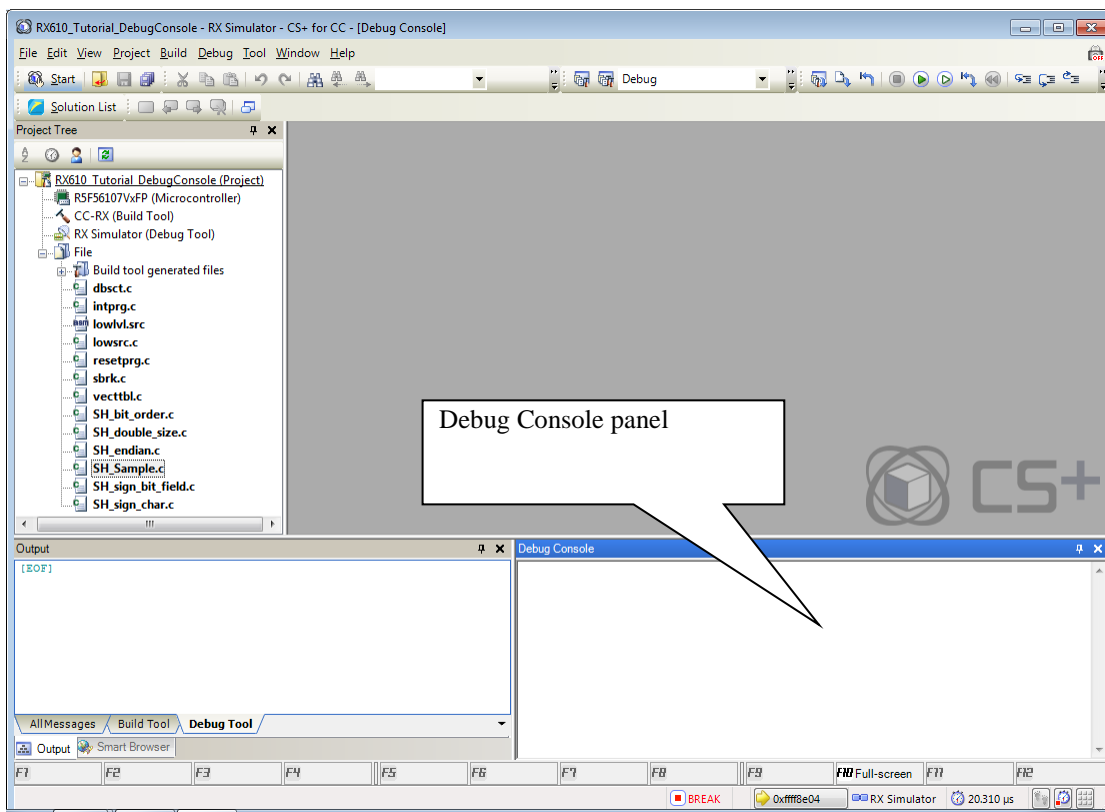 RX610_Tutorial_DebugConsole - RX Simulator - CS+ for CC - [Debug Console]
File Edit View Project Build Debug Tool Window Help
Start Debug
Solution List
Project Tree
RX610_Tutorial_DebugConsole (Project)
R5F56107VxFP (Microcontroller)
CC-RX (Build Tool)
RX Simulator (Debug Tool)
File
Build tool generated files
dbsct.c
intprg.c
lowlvl.src
lowsrc.c
resetprg.c
sbrk.c
vecttbl.c
SH_bit_order.c
SH_double_size.c
SH_endian.c
SH_Sample.c
SH_sign_bit_field.c
SH_sign_char.c
Debug Console panel
CS+
Output
[EOF]
All Messages Build Tool Debug Tool
Output Smart Browser
Debug Console
F1 F2 F3 F4 F5 F6 F7 F8 F9 F10 Full-screen F11 F12
BREAK 0xffff8e04 RX Simulator 20.310 µs